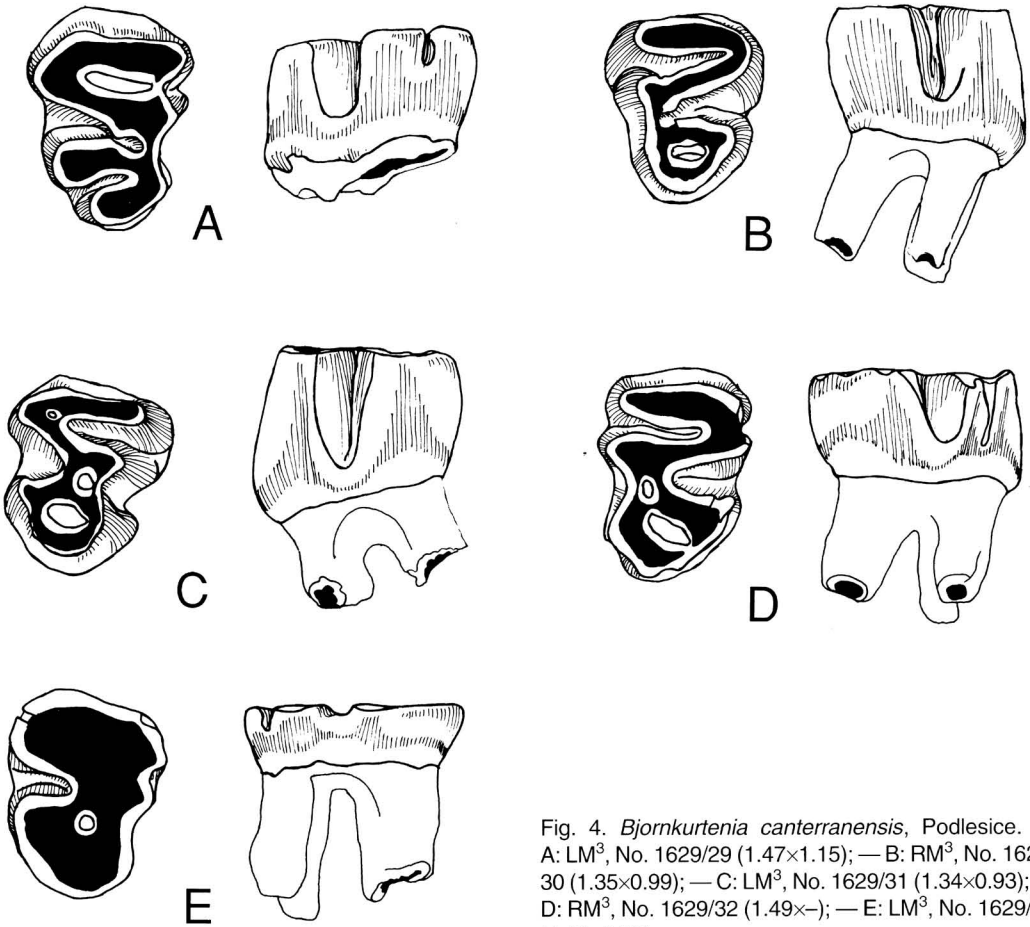 A
B
C
D
E
Fig. 4. Bjornkurtenia canterranensis, Podlesice.
A: LM³, No. 1629/29 (1.47×1.15); — B: RM³, No. 162
30 (1.35×0.99); — C: LM³, No. 1629/31 (1.34×0.93);
D: RM³, No. 1629/32 (1.49×–); — E: LM³, No. 1629/